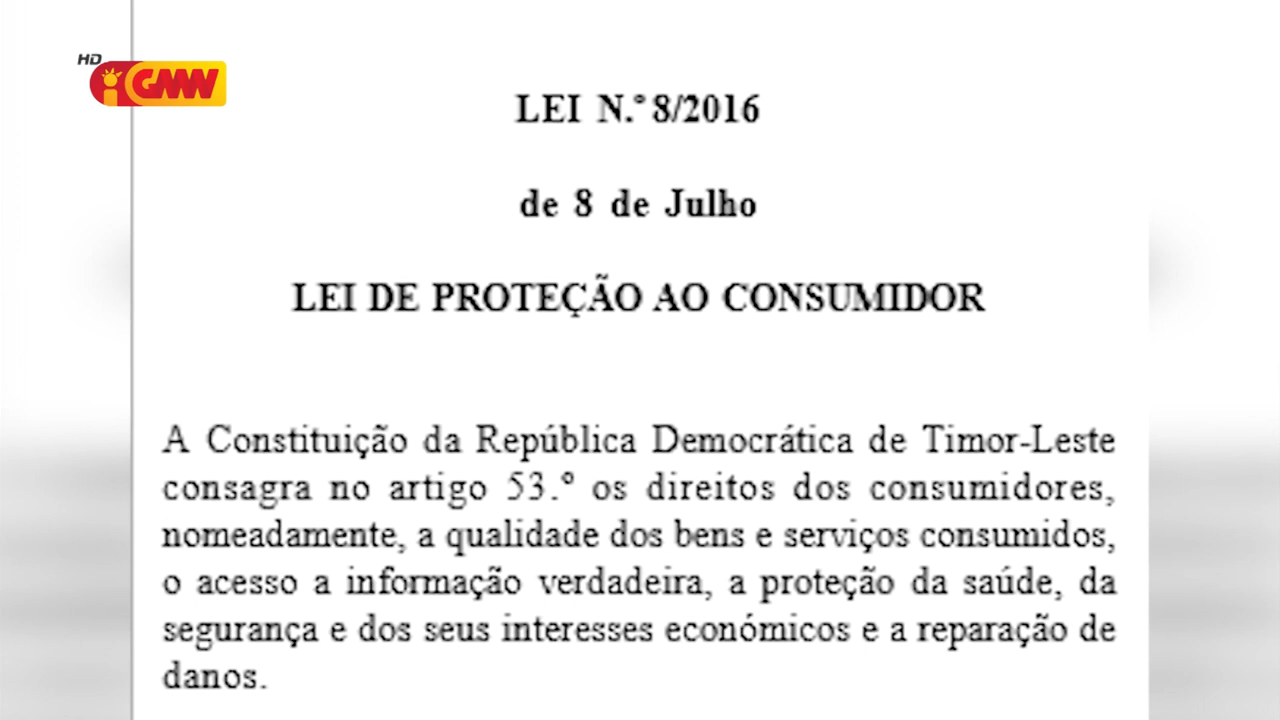 HD
GMW
LEI N.º 8/2016
de 8 de Julho
LEI DE PROTEÇÃO AO CONSUMIDOR
A Constituição da República Democrática de Timor-Leste
consagra no artigo 53.º os direitos dos consumidores,
nomeadamente, a qualidade dos bens e serviços consumidos,
o acesso a informação verdadeira, a proteção da saúde, da
segurança e dos seus interesses económicos e a reparação de
danos.